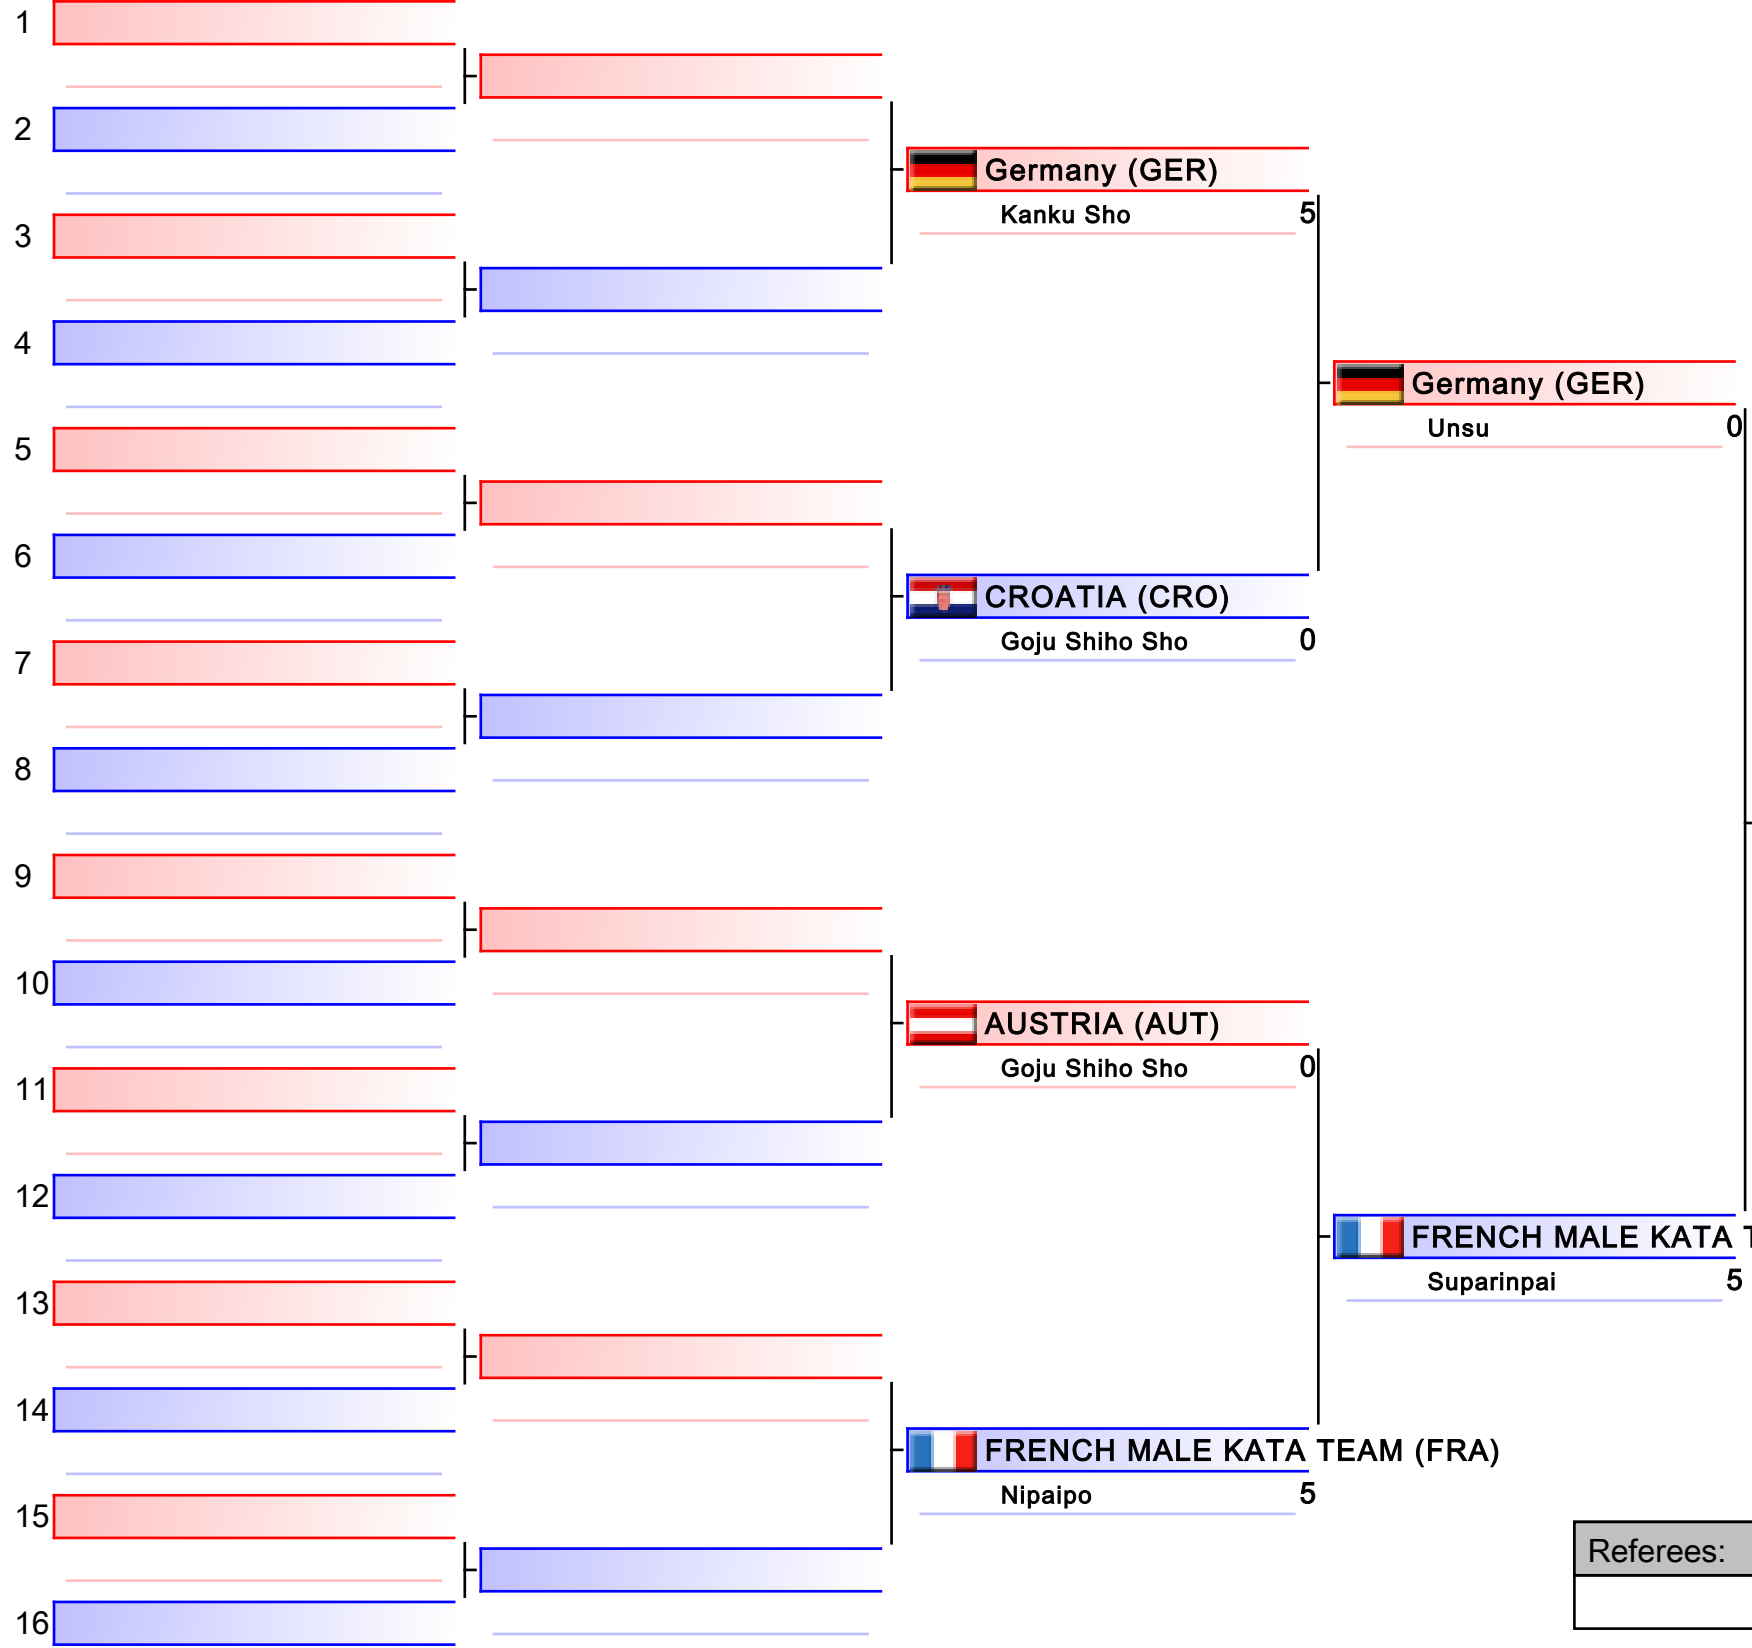 1
2
Germany (GER)
Kanku Sho 5
3
4
Germany (GER)
Unsu 0
5
6
CROATIA (CRO)
Goju Shiho Sho 0
7
8
9
10
AUSTRIA (AUT)
Goju Shiho Sho 0
11
12
FRENCH MALE KATA
Suparinpai 5
13
14
FRENCH MALE KATA TEAM (FRA)
Nipaipo 5
15
Referees:
16